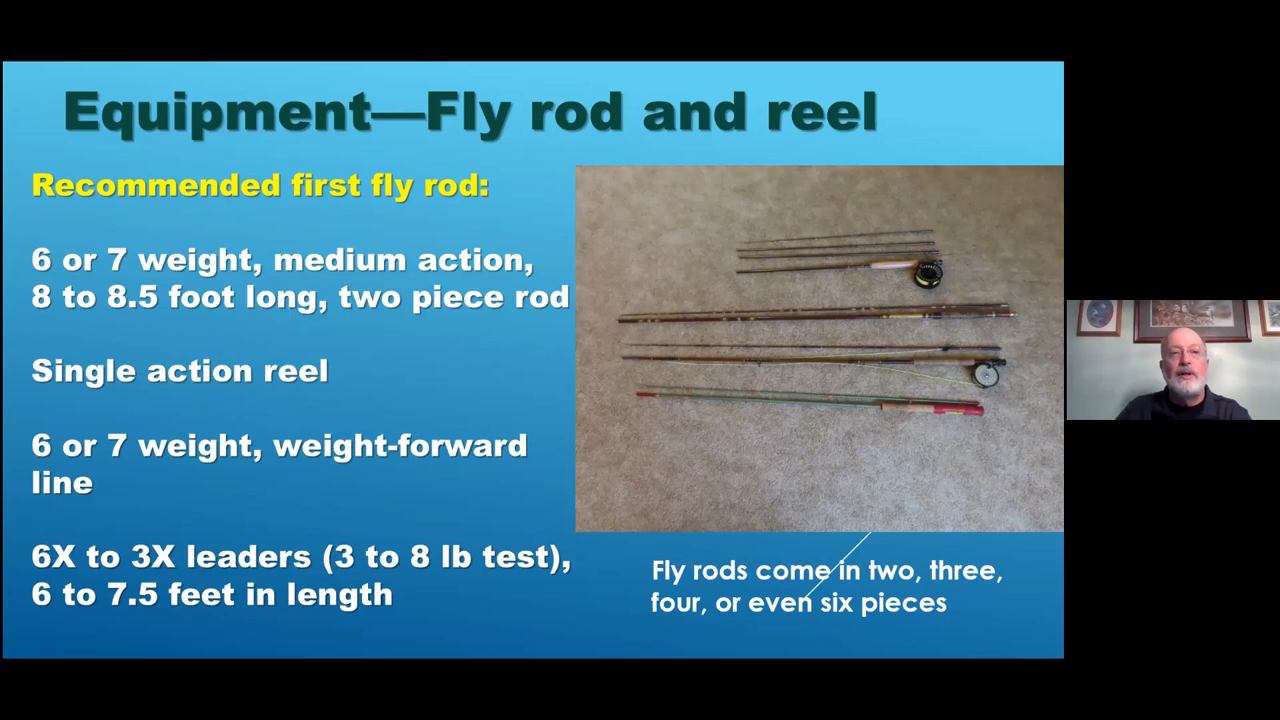 Equipment—Fly rod and reel
Recommended first fly rod:
6 or 7 weight, medium action,
8 to 8.5 foot long, two piece rod
Single action reel
6 or 7 weight, weight-forward
line
6X to 3X leaders (3 to 8 lb test),
6 to 7.5 feet in length
Fly rods come in two, three,
four, or even six pieces